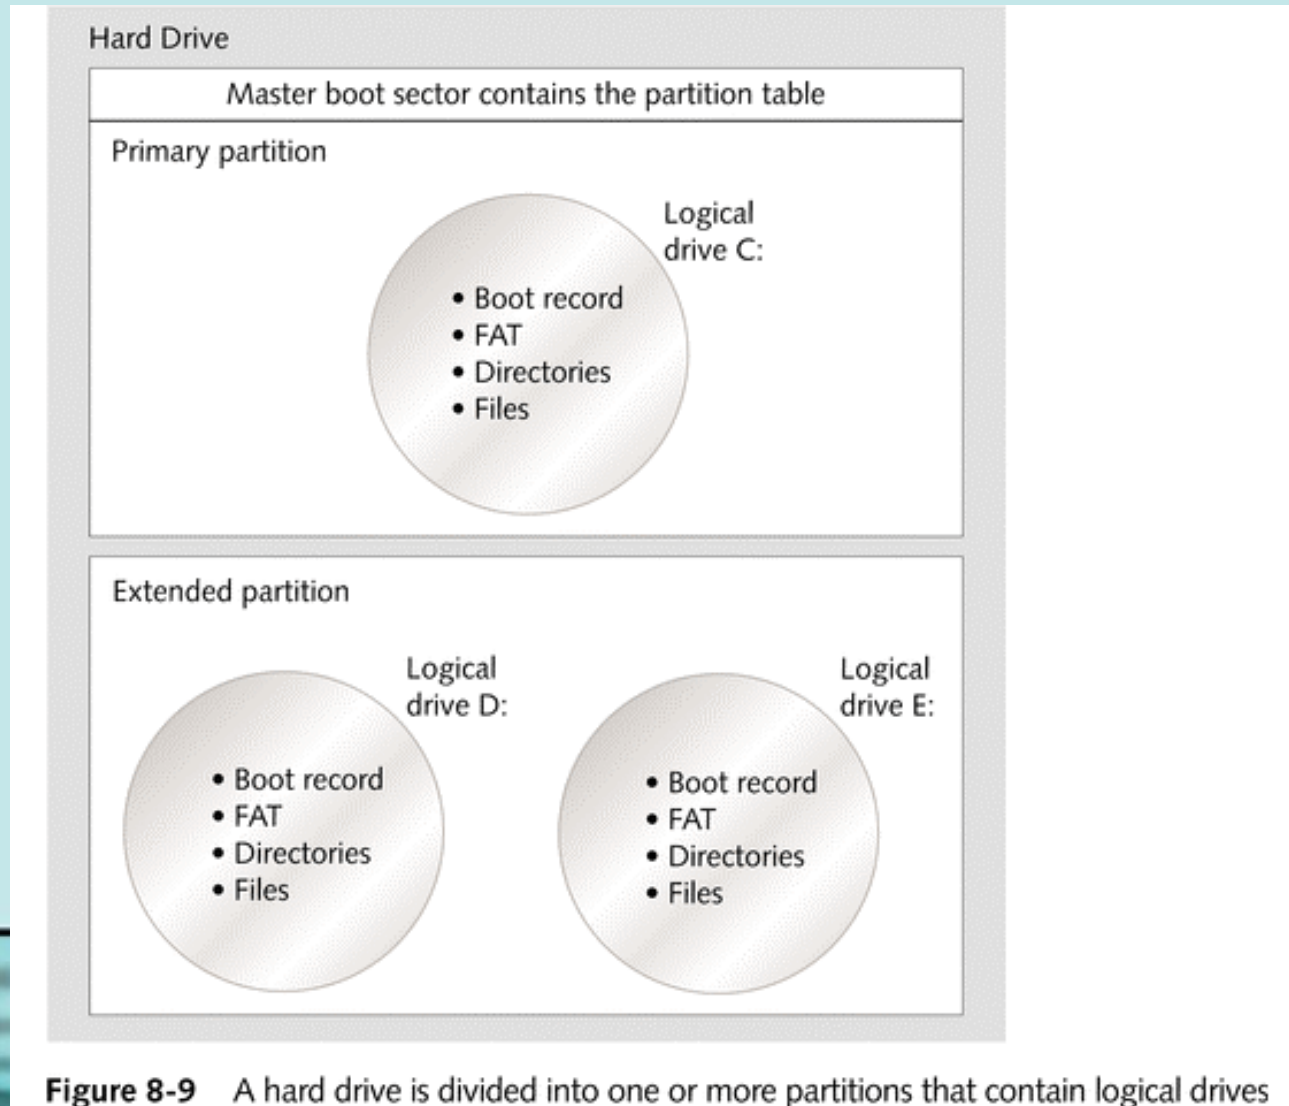 Hard Drive
Master boot sector contains the partition table
Primary partition
Logical
drive C:
• Boot record
• FAT
• Directories
• Files
Extended partition
Logical
drive D:
• Boot record
• FAT
• Directories
• Files
Logical
drive E:
• Boot record
• FAT
• Directories
• Files
Figure 8-9 A hard drive is divided into one or more partitions that contain logical drives